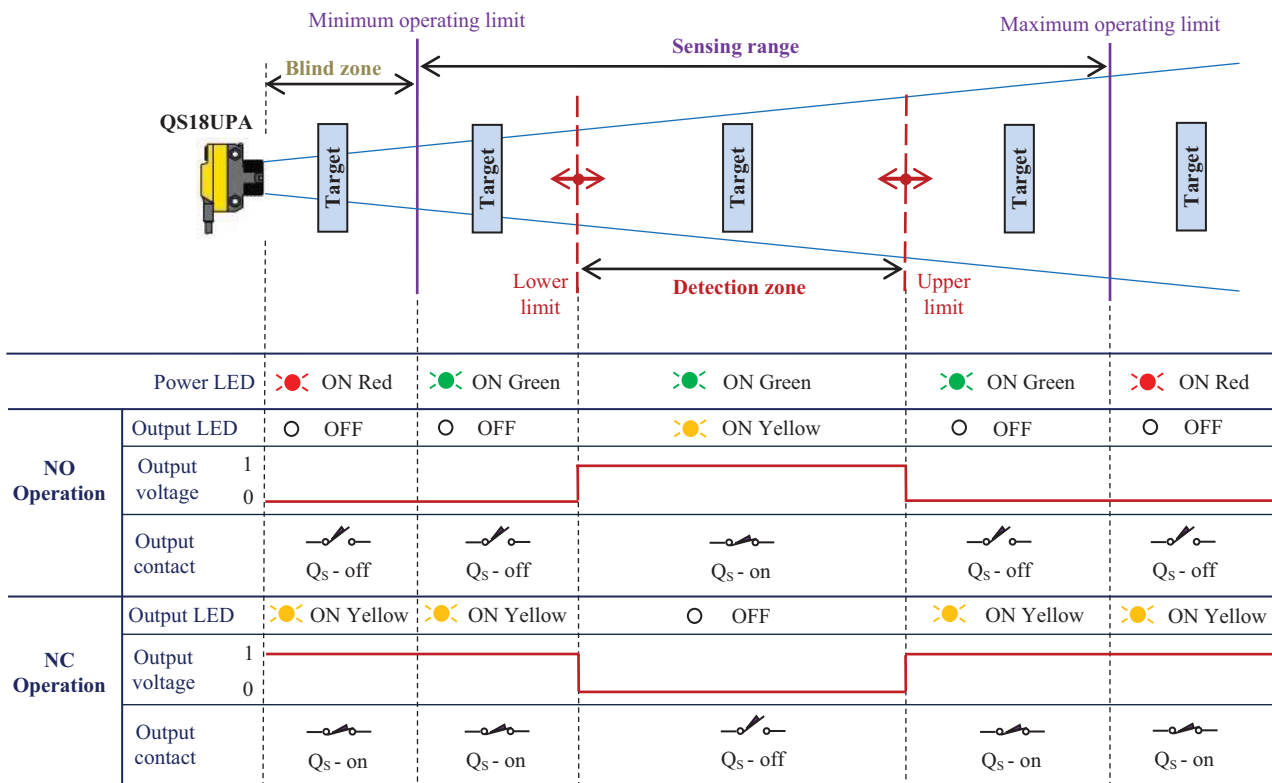 Minimum operating limit
Maximum operating limit
Sensing range
Blind zone
QS18UPA
Target
Target
Target
Target
Target
Lower
limit
Detection zone
Upper
limit
Power LED
ON Red
ON Green
ON Green
ON Green
ON Red
NO
Operation
Output LED
OFF
OFF
ON Yellow
OFF
OFF
Output
voltage
1
0
Output
contact
QS - off
QS - off
QS - on
QS - off
QS - off
NC
Operation
Output LED
ON Yellow
ON Yellow
OFF
ON Yellow
ON Yellow
Output
voltage
1
0
Output
contact
QS - on
QS - on
QS - off
QS - on
QS - on